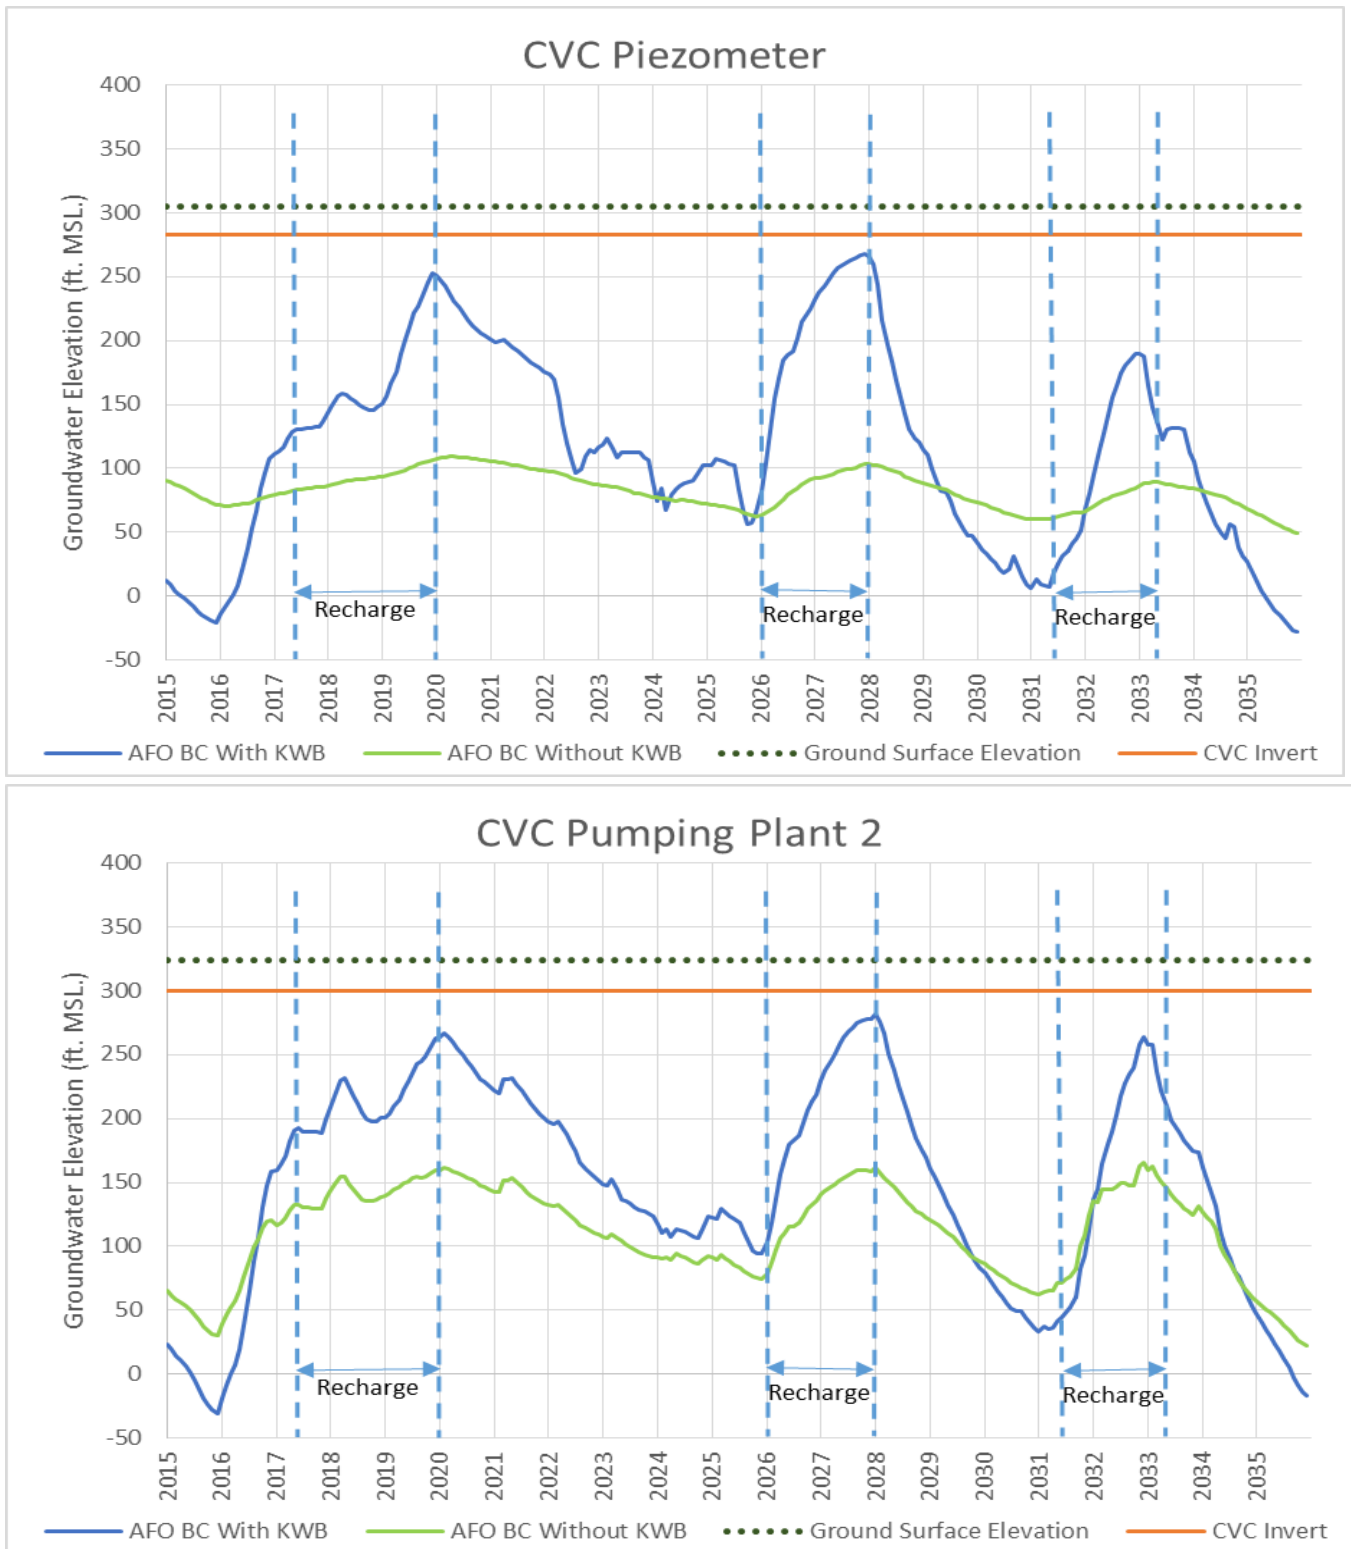 CVC Piezometer
Groundwater Elevation (ft. MSL.)
400
350
300
250
200
150
100
50
0
-50
Recharge
Recharge
Recharge
2015 2016 2017 2018 2019 2020 2021 2022 2023 2024 2025 2026 2027 2028 2029 2030 2031 2032 2033 2034 2035
AFO BC With KWB AFO BC Without KWB Ground Surface Elevation CVC Invert
CVC Pumping Plant 2
Groundwater Elevation (ft. MSL.)
400
350
300
250
200
150
100
50
0
-50
Recharge
Recharge
Recharge
2015 2016 2017 2018 2019 2020 2021 2022 2023 2024 2025 2026 2027 2028 2029 2030 2031 2032 2033 2034 2035
AFO BC With KWB AFO BC Without KWB Ground Surface Elevation CVC Invert